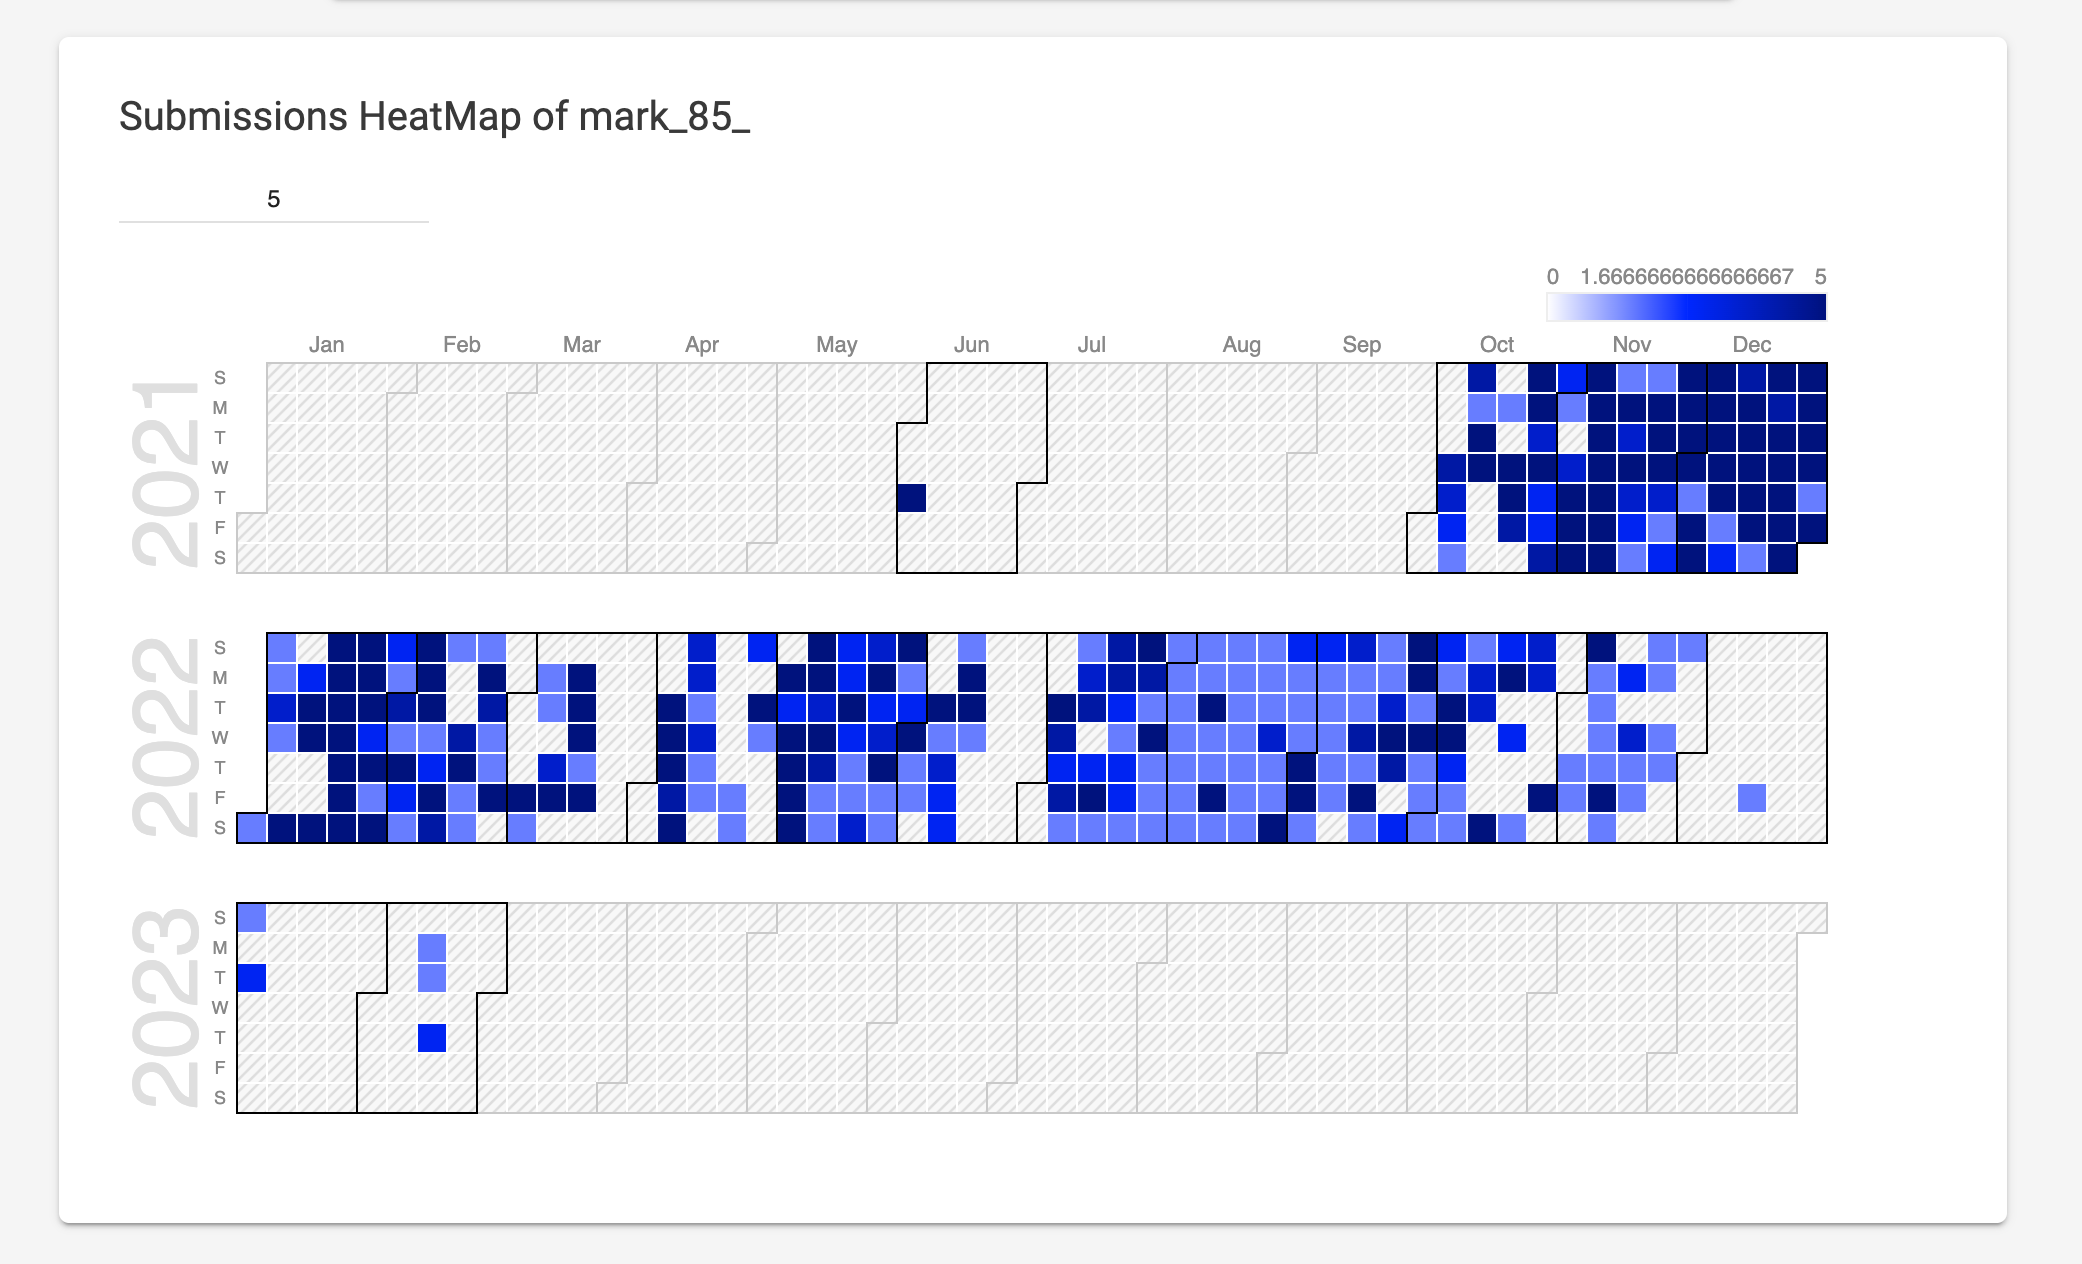 Submissions HeatMap of mark_85_
5
0 1.6666666666666667 5
Jan Feb Mar Apr May Jun Jul Aug Sep Oct Nov Dec
2021
S
M
T
W
T
F
S
2022
S
M
T
W
T
F
S
2023
S
M
T
W
T
F
S